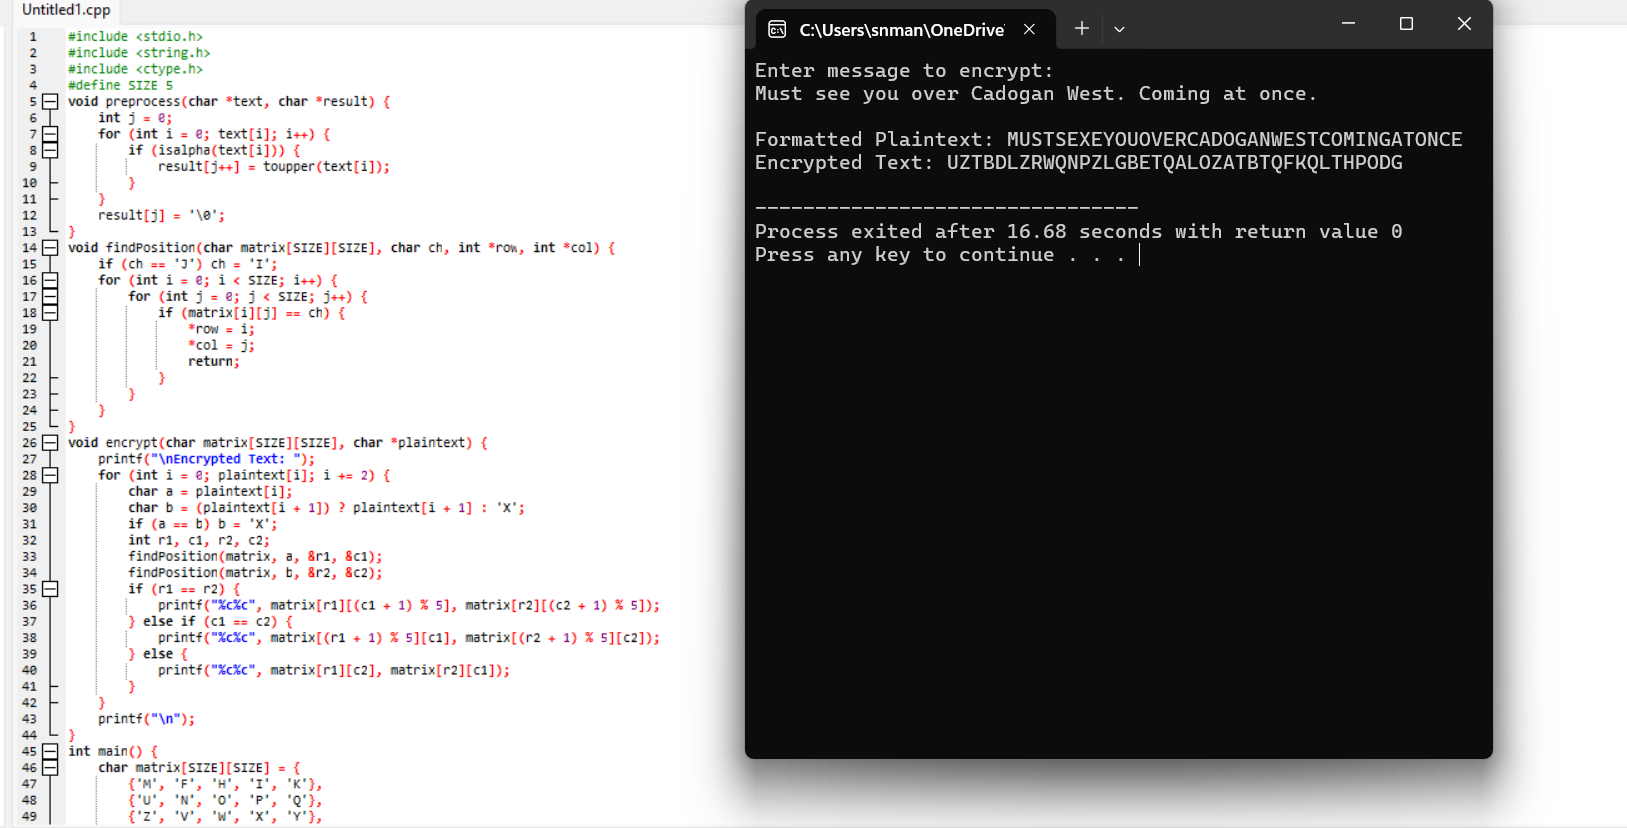 Untitled1.cpp
1 #include <stdio.h>
2 #include <string.h>
3 #include <ctype.h>
4 #define SIZE 5
5 void preprocess(char *text, char *result) {
6 int j = 0;
7 for (int i = 0; text[i]; i++) {
8 if (isalpha(text[i])) {
9 result[j++] = toupper(text[i]);
10 }
11 }
12 result[j] = '\0';
13 }
14 void findPosition(char matrix[SIZE][SIZE], char ch, int *row, int *col) {
15 if (ch == 'J') ch = 'I';
16 for (int i = 0; i < SIZE; i++) {
17 for (int j = 0; j < SIZE; j++) {
18 if (matrix[i][j] == ch) {
19 *row = i;
20 *col = j;
21 return;
22 }
23 }
24 }
25 }
26 void encrypt(char matrix[SIZE][SIZE], char *plaintext) {
27 printf("\nEncrypted Text: ");
28 for (int i = 0; plaintext[i]; i += 2) {
29 char a = plaintext[i];
30 char b = (plaintext[i + 1]) ? plaintext[i + 1] : 'X';
31 if (a == b) b = 'X';
32 int r1, c1, r2, c2;
33 findPosition(matrix, a, &r1, &c1);
34 findPosition(matrix, b, &r2, &c2);
35 if (r1 == r2) {
36 printf("%c%c", matrix[r1][(c1 + 1) % 5], matrix[r2][(c2 + 1) % 5]);
37 } else if (c1 == c2) {
38 printf("%c%c", matrix[(r1 + 1) % 5][c1], matrix[(r2 + 1) % 5][c2]);
39 } else {
40 printf("%c%c", matrix[r1][c2], matrix[r2][c1]);
41 }
42 }
43 printf("\n");
44 }
45 int main() {
46 char matrix[SIZE][SIZE] = {
47 {'M', 'F', 'H', 'I', 'K'},
48 {'U', 'N', 'O', 'P', 'Q'},
49 {'Z', 'V', 'W', 'X', 'Y'},
C:\Users\snman\OneDrive
Enter message to encrypt:
Must see you over Cadogan West. Coming at once.
Formatted Plaintext: MUSTSEXEYOUOVERCADOGANWESTCOMINGATONCE
Encrypted Text: UZTBDLZRWQNPZLGBETQALOZATBTQFKQLTHPODG
--------------------------------
Process exited after 16.68 seconds with return value 0
Press any key to continue . . .